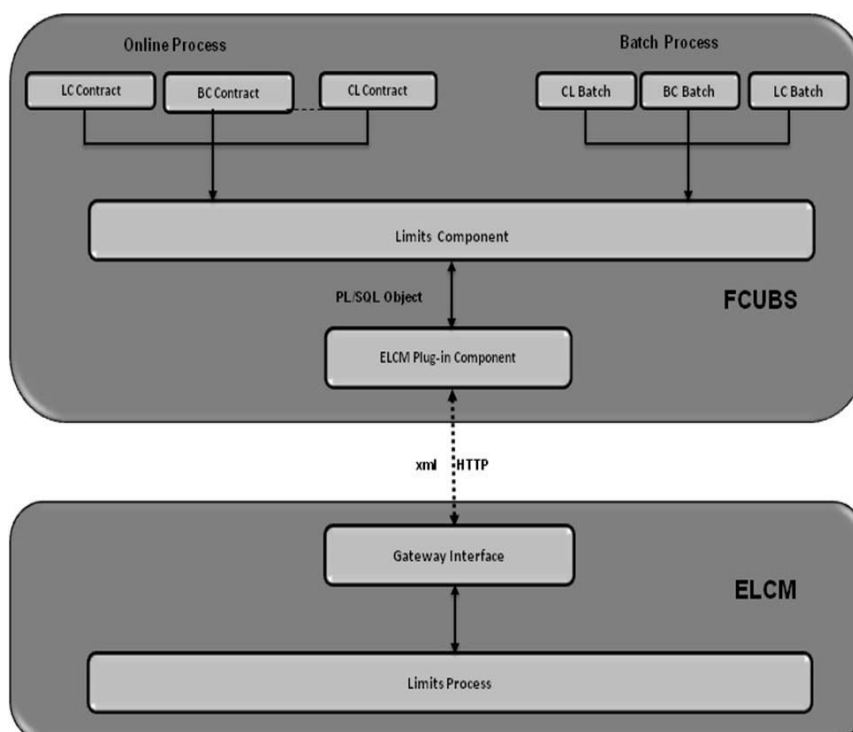 Online Process
Batch Process
LC Contract
BC Contract
CL Contract
CL Batch
BC Batch
LC Batch
Limits Component
PL/SQL Object
FCUBS
ELCM Plug-in Component
xml HTTP
Gateway Interface
ELCM
Limits Process